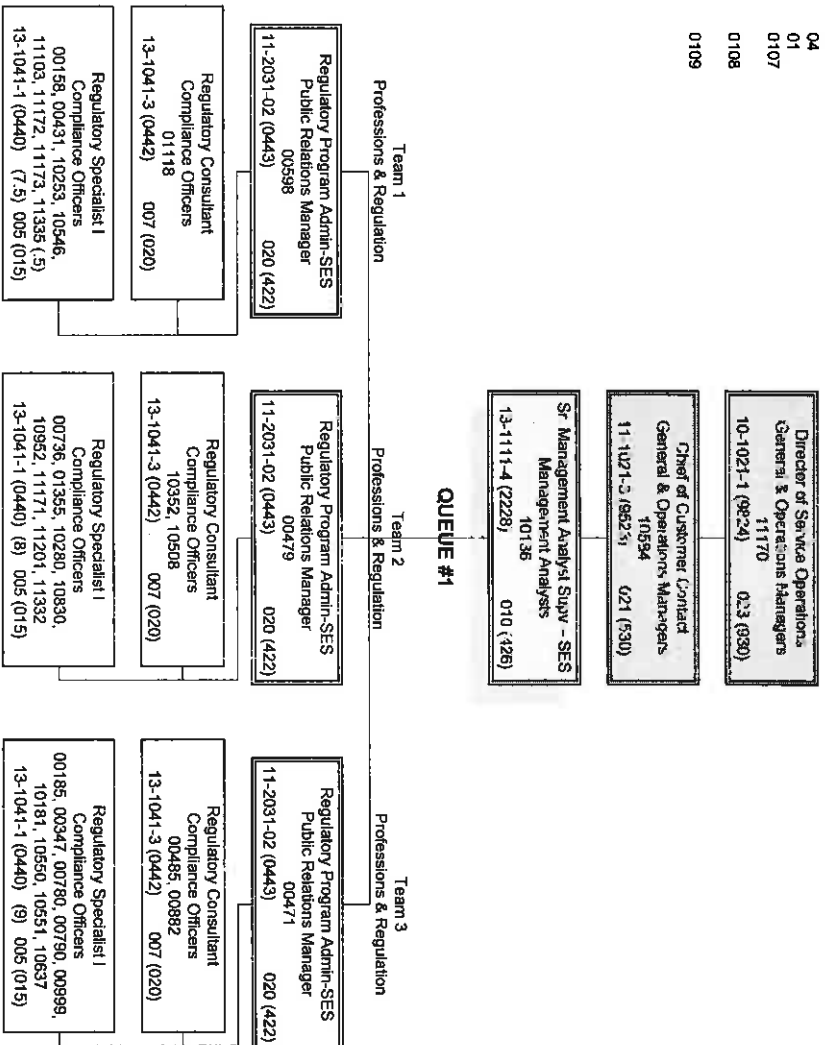 04
01
0107
0108
0109
Director of Service Operations
General & Operations Managers
11170
10-1021-1 (9824) 023 (930)
Chief of Customer Contact
General & Operations Managers
10594
11-1021-3 (9523) 021 (530)
Sr. Management Analyst Supv - SES
Management Analysts
10136
13-1111-4 (2228) 010 (426)
QUEUE #1
Team 1
Professions & Regulation
Regulatory Program Admin-SES
Public Relations Manager
00598
11-2031-02 (0443) 020 (422)
Regulatory Consultant
Compliance Officers
01118
13-1041-3 (0442) 007 (020)
Regulatory Specialist I
Compliance Officers
00158, 00431, 10253, 10546,
11103, 11172, 11173, 11335 (.5)
13-1041-1 (0440) (7.5) 005 (015)
Team 2
Professions & Regulation
Regulatory Program Admin-SES
Public Relations Manager
00479
11-2031-02 (0443) 020 (422)
Regulatory Consultant
Compliance Officers
10352, 10508
13-1041-3 (0442) 007 (020)
Regulatory Specialist I
Compliance Officers
00736, 01355, 10280, 10830,
10952, 11171, 11201, 11332
13-1041-1 (0440) (8) 005 (015)
Team 3
Professions & Regulation
Regulatory Program Admin-SES
Public Relations Manager
00471
11-2031-02 (0443) 020 (422)
Regulatory Consultant
Compliance Officers
00485, 00882
13-1041-3 (0442) 007 (020)
Regulatory Specialist I
Compliance Officers
00185, 00347, 00780, 00790, 00999,
10181, 10550, 10551, 10637
13-1041-1 (0440) (9) 005 (015)